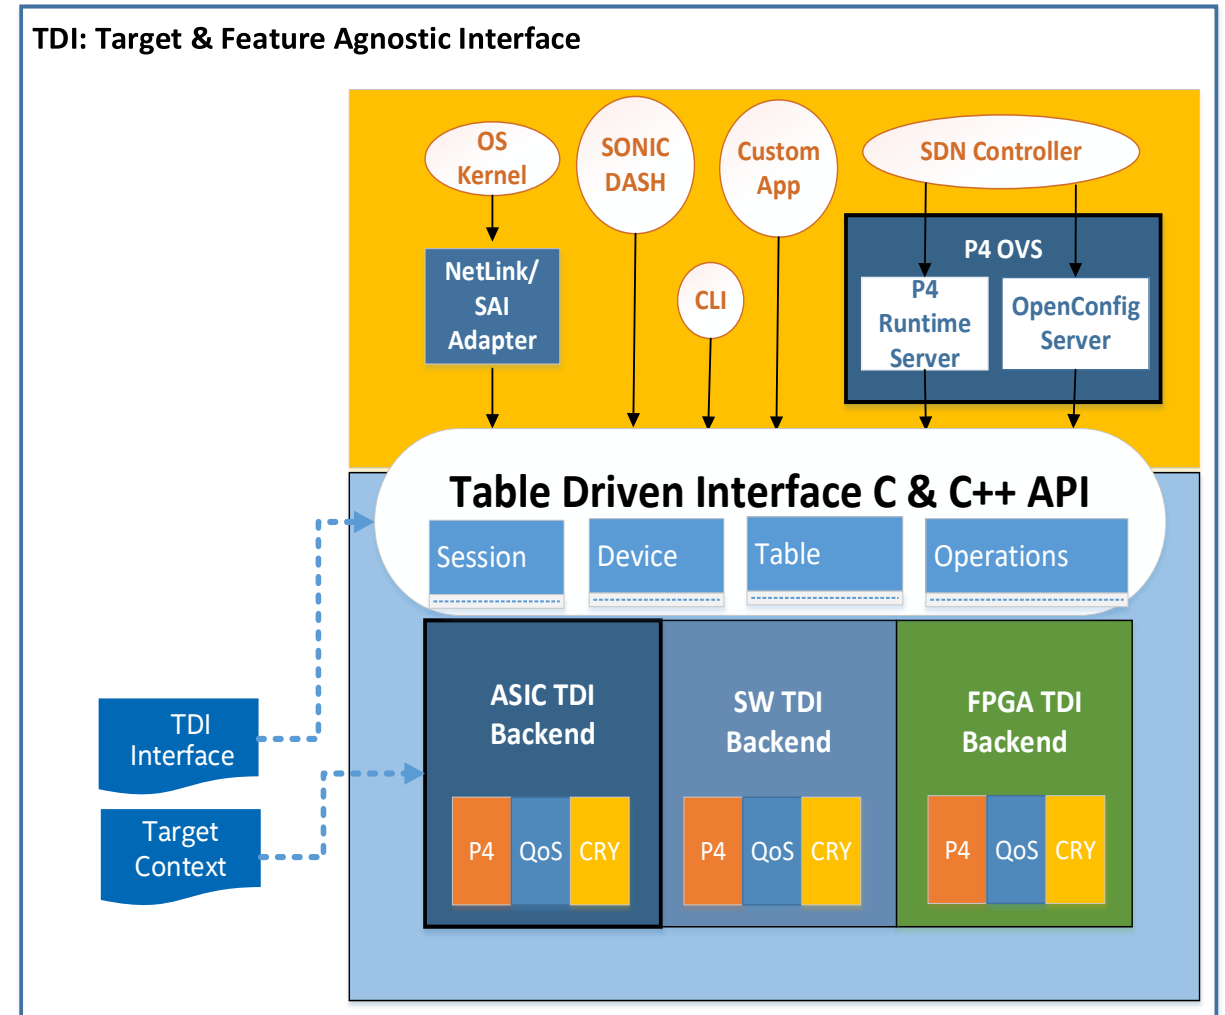 TDI: Target & Feature Agnostic Interface
OS
Kernel
SONIC
DASH
Custom
App
SDN Controller
NetLink/
SAI
Adapter
CLI
P4 OVS
P4
Runtime
Server
OpenConfig
Server
Table Driven Interface C & C++ API
Session
Device
Table
Operations
TDI
Interface
Target
Context
ASIC TDI
Backend
P4
QoS
CRY
SW TDI
Backend
P4
QoS
CRY
FPGA TDI
Backend
P4
QoS
CRY